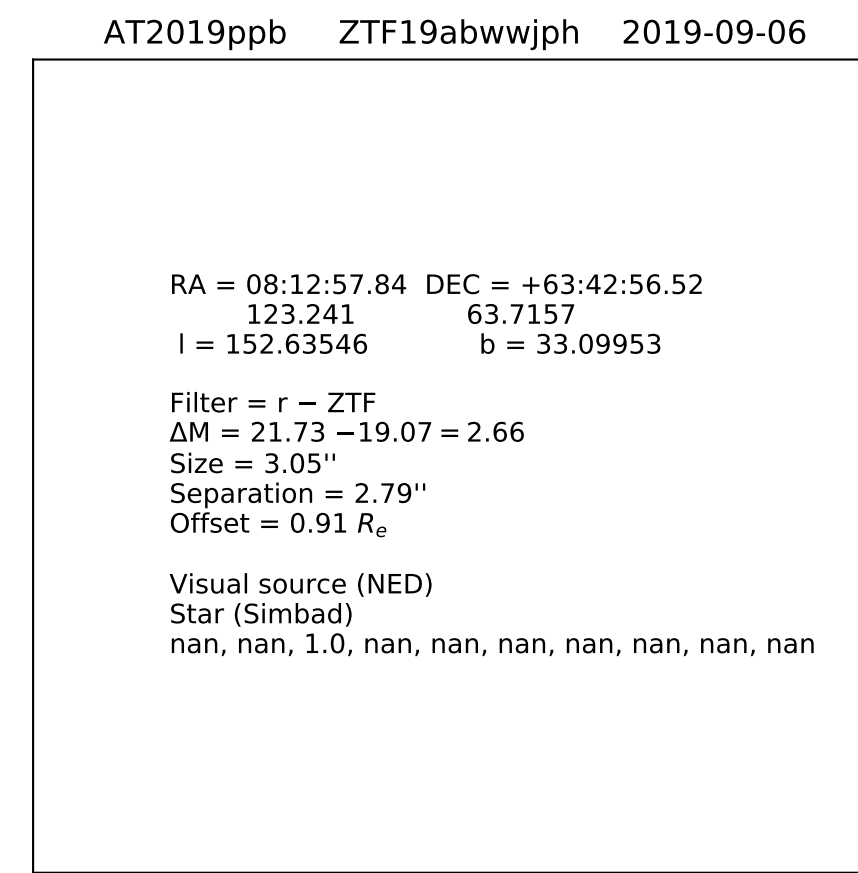 AT2019ppb ZTF19abwwjph 2019-09-06
RA = 08:12:57.84 DEC = +63:42:56.52
123.241 63.7157
l = 152.63546 b = 33.09953
Filter = r − ZTF
ΔM = 21.73 −19.07 = 2.66
Size = 3.05''
Separation = 2.79''
Offset = 0.91 Re
Visual source (NED)
Star (Simbad)
nan, nan, 1.0, nan, nan, nan, nan, nan, nan, nan